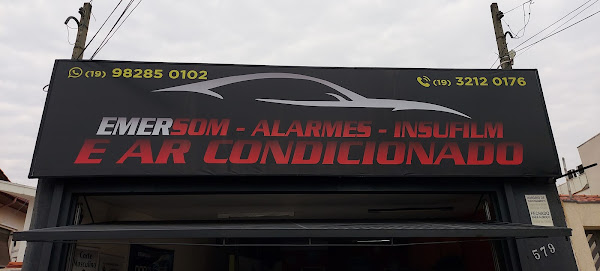 (19) 98285 0102
(19) 3212 0176
EMERSOM - ALARMES - INSUFILM
E AR CONDICIONADO
579